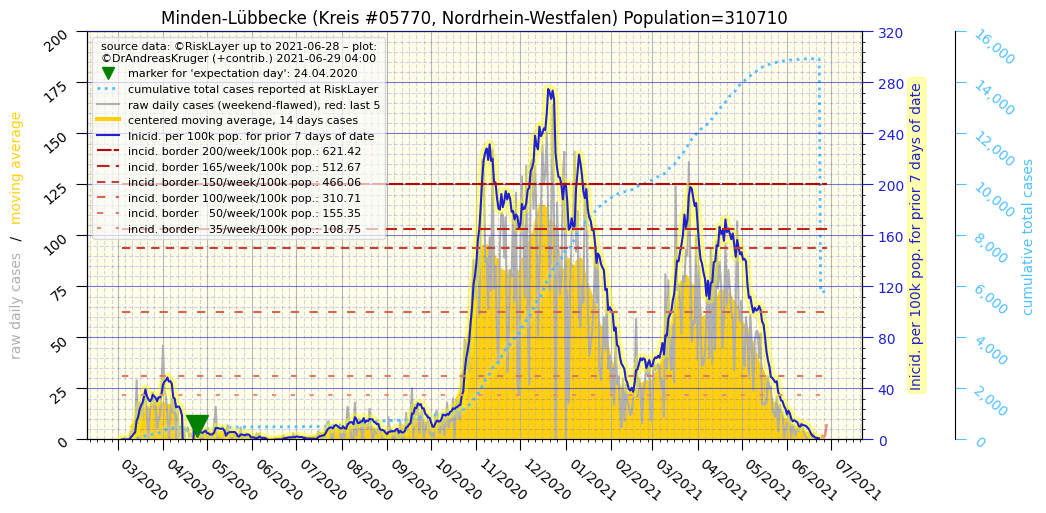 Minden-Lübbecke (Kreis #05770, Nordrhein-Westfalen) Population=310710
source data: ©RiskLayer up to 2021-06-28 – plot:
©DrAndreasKruger (+contrib.) 2021-06-29 04:00
marker for 'expectation day': 24.04.2020
cumulative total cases reported at RiskLayer
raw daily cases (weekend-flawed), red: last 5
centered moving average, 14 days cases
Inicid. per 100k pop. for prior 7 days of date
incid. border 200/week/100k pop.: 621.42
incid. border 165/week/100k pop.: 512.67
incid. border 150/week/100k pop.: 466.06
incid. border 100/week/100k pop.: 310.71
incid. border   50/week/100k pop.: 155.35
incid. border   35/week/100k pop.: 108.75
raw daily cases / moving average
200
175
150
125
100
75
50
25
0
03/2020
04/2020
05/2020
06/2020
07/2020
08/2020
09/2020
10/2020
11/2020
12/2020
01/2021
02/2021
03/2021
04/2021
05/2021
06/2021
07/2021
320
280
240
200
160
120
80
40
0
Inicid. per 100k pop. for prior 7 days of date
16,000
14,000
12,000
10,000
8,000
6,000
4,000
2,000
0
cumulative total cases